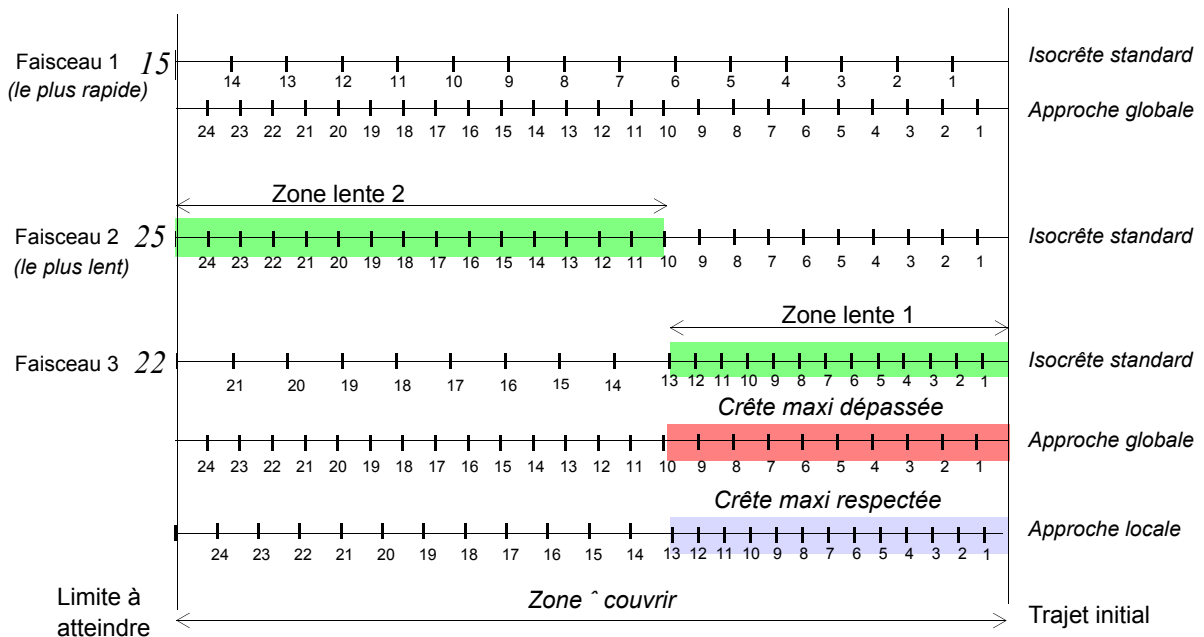 Faisceau 1 15 Isocrête standard
(le plus rapide)
14 13 12 11 10 9 8 7 6 5 4 3 2 1
Approche globale
24 23 22 21 20 19 18 17 16 15 14 13 12 11 10 9 8 7 6 5 4 3 2 1
Zone lente 2
Faisceau 2 25 Isocrête standard
(le plus lent)
24 23 22 21 20 19 18 17 16 15 14 13 12 11 10 9 8 7 6 5 4 3 2 1
Zone lente 1
Faisceau 3 22 Isocrête standard
21 20 19 18 17 16 15 14 13 12 11 10 9 8 7 6 5 4 3 2 1
Crête maxi dépassée
Approche globale
24 23 22 21 20 19 18 17 16 15 14 13 12 11 10 9 8 7 6 5 4 3 2 1
Crête maxi respectée
Approche locale
24 23 22 21 20 19 18 17 16 15 14 13 12 11 10 9 8 7 6 5 4 3 2 1
Limite à
atteindre
Zone ˆ couvrir
Trajet initial